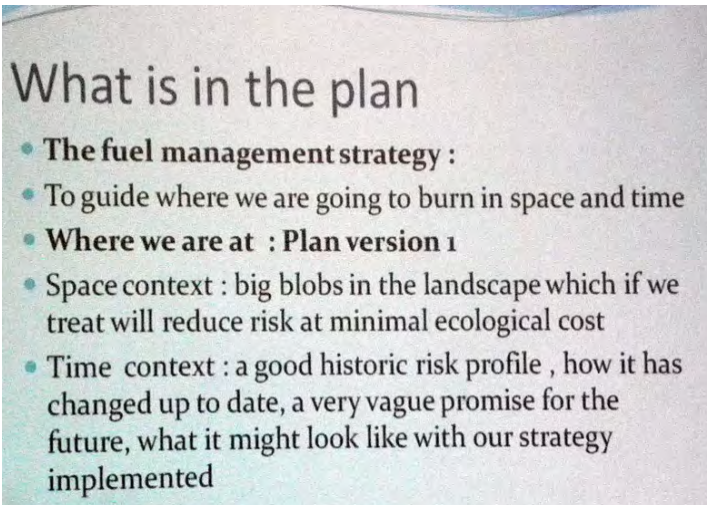 What is in the plan
The fuel management strategy :
To guide where we are going to burn in space and time
Where we are at : Plan version 1
Space context : big blobs in the landscape which if we
treat will reduce risk at minimal ecological cost
Time context : a good historic risk profile , how it has
changed up to date, a very vague promise for the
future, what it might look like with our strategy
implemented